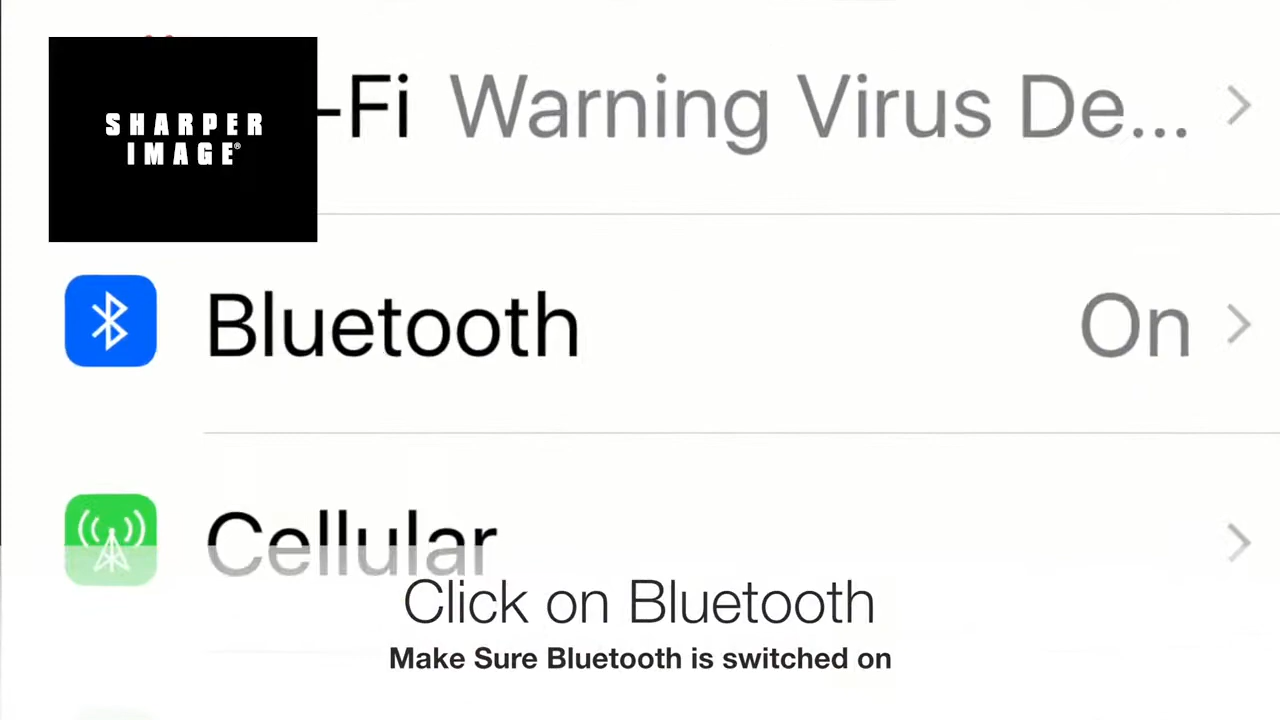 SHARPER
IMAGE®
-Fi Warning Virus De...
Bluetooth On
Cellular
Click on Bluetooth
Make Sure Bluetooth is switched on